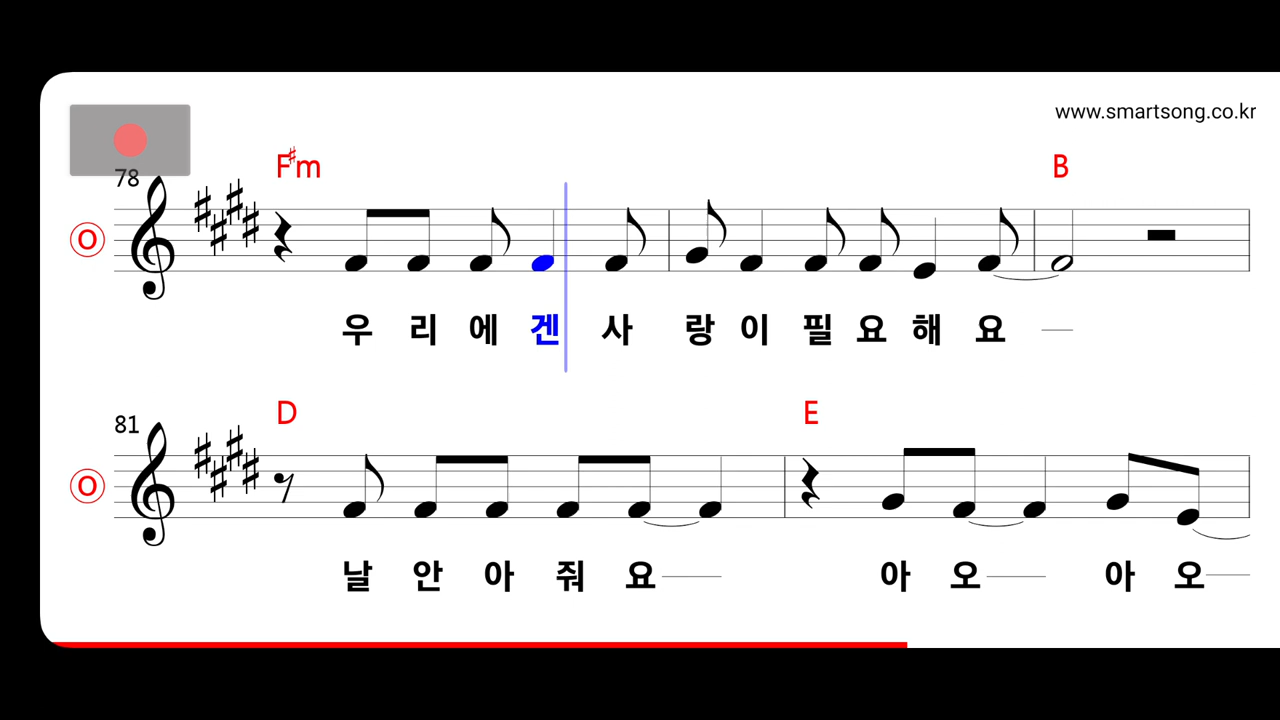 www.smartsong.co.kr
F♯m B
78
O
우 리 에 겐 사 랑 이 필 요 해 요
D E
81
O
날 안 아 줘 요 아 오 아 오